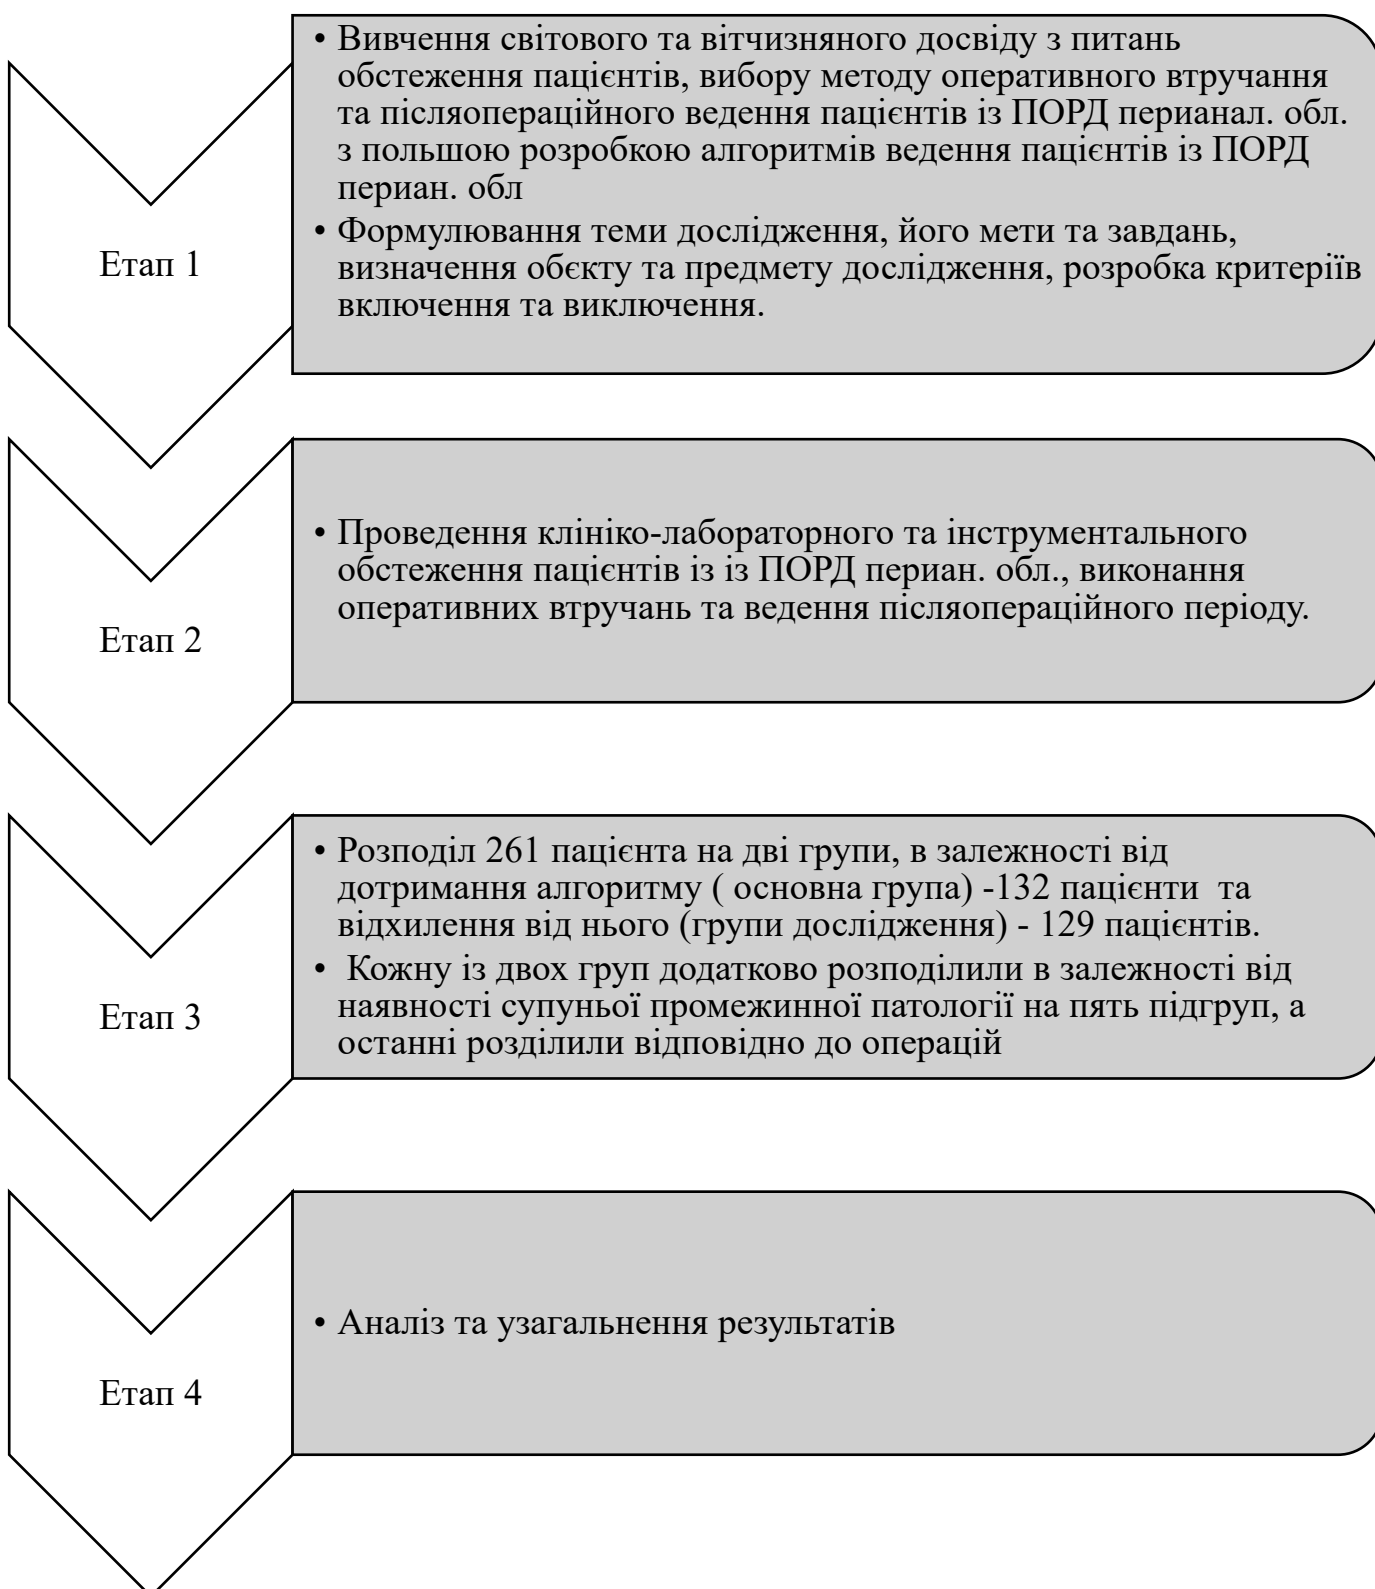 • Вивчення світового та вітчизняного досвіду з питань
обстеження пацієнтів, вибору методу оперативного втручання
та післяопераційного ведення пацієнтів із ПОРД перианал. обл.
з польшою розробкою алгоритмів ведення пацієнтів із ПОРД
периан. обл
• Формулювання теми дослідження, його мети та завдань,
визначення обєкту та предмету дослідження, розробка критеріїв
включення та виключення.
Етап 1
• Проведення клініко-лабораторного та інструментального
обстеження пацієнтів із із ПОРД периан. обл., виконання
оперативних втручань та ведення післяопераційного періоду.
Етап 2
• Розподіл 261 пацієнта на дві групи, в залежності від
дотримання алгоритму ( основна група) -132 пацієнти та
відхилення від нього (групи дослідження) - 129 пацієнтів.
• Кожну із двох груп додатково розподілили в залежності від
наявності супуньої промежинної патології на пять підгруп, а
останні розділили відповідно до операцій
Етап 3
• Аналіз та узагальнення результатів
Етап 4